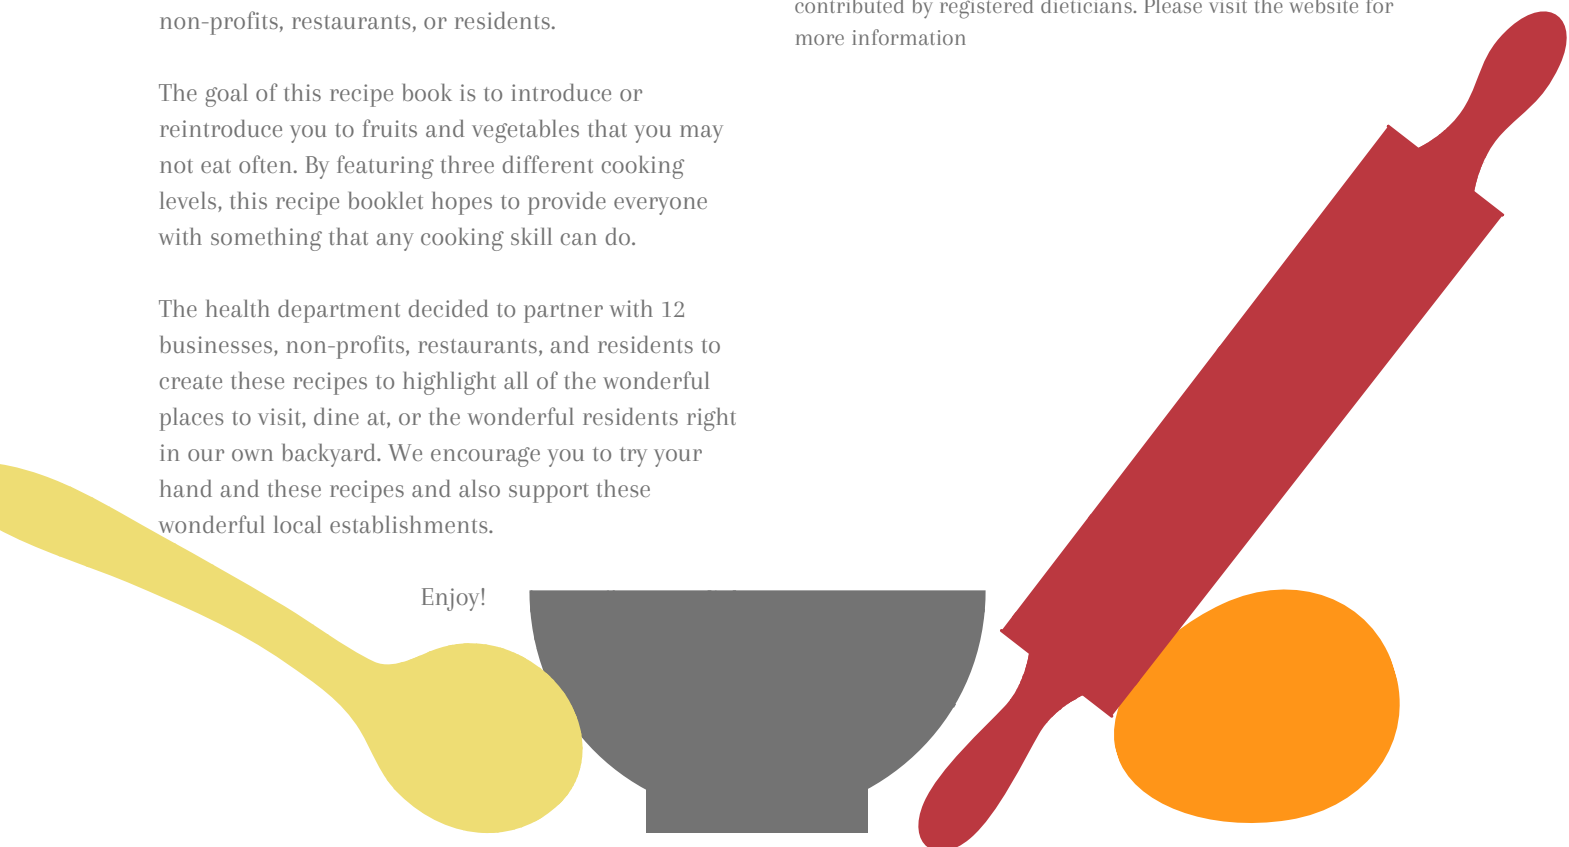 non-profits, restaurants, or residents.
The goal of this recipe book is to introduce or
reintroduce you to fruits and vegetables that you may
not eat often. By featuring three different cooking
levels, this recipe booklet hopes to provide everyone
with something that any cooking skill can do.
The health department decided to partner with 12
businesses, non-profits, restaurants, and residents to
create these recipes to highlight all of the wonderful
places to visit, dine at, or the wonderful residents right
in our own backyard. We encourage you to try your
hand and these recipes and also support these
wonderful local establishments.
Enjoy!
contributed by registered dieticians. Please visit the website for
more information